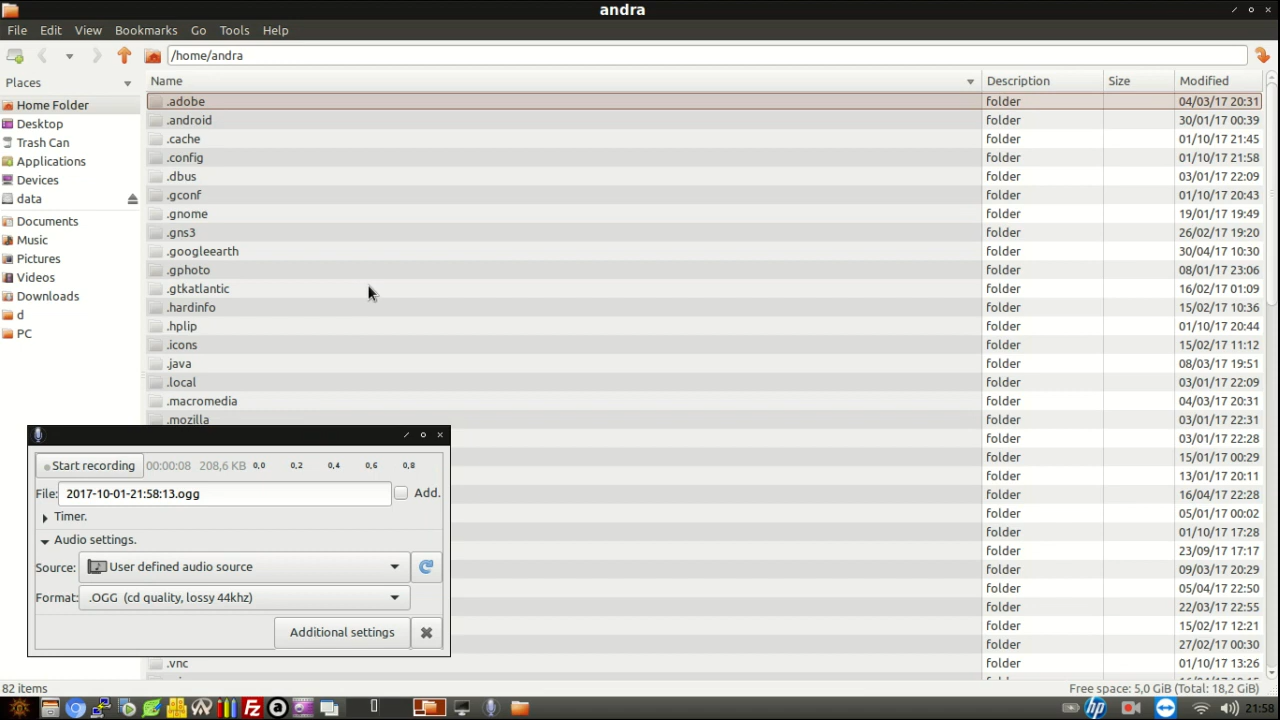 andra
File Edit View Bookmarks Go Tools Help
/home/andra
Places
Home Folder
Desktop
Trash Can
Applications
Devices
data
Documents
Music
Pictures
Videos
Downloads
d
PC
Name Description Size Modified
.adobe folder 04/03/17 20:31
.android folder 30/01/17 00:39
.cache folder 01/10/17 21:45
.config folder 01/10/17 21:58
.dbus folder 03/01/17 22:09
.gconf folder 01/10/17 20:43
.gnome folder 19/01/17 19:49
.gns3 folder 26/02/17 19:20
.googleearth folder 30/04/17 10:30
.gphoto folder 08/01/17 23:06
.gtkatlantic folder 16/02/17 01:09
.hardinfo folder 15/02/17 10:36
.hplip folder 01/10/17 20:44
.icons folder 15/02/17 11:12
.java folder 08/03/17 19:51
.local folder 03/01/17 22:09
.macromedia folder 04/03/17 20:31
.mozilla folder 03/01/17 22:31
folder 03/01/17 22:28
folder 15/01/17 00:29
folder 13/01/17 20:11
folder 16/04/17 22:28
folder 05/01/17 00:02
folder 01/10/17 17:28
folder 23/09/17 17:17
folder 09/03/17 20:29
folder 05/04/17 22:50
folder 22/03/17 22:55
folder 15/02/17 12:21
folder 27/02/17 00:30
.vnc folder 01/10/17 13:26
Start recording 00:00:08 208,6 KB 0,0 0,2 0,4 0,6 0,8
File: 2017-10-01-21:58:13.ogg Add.
Timer.
Audio settings.
Source: User defined audio source
Format: .OGG (cd quality, lossy 44khz)
Additional settings
82 items
Free space: 5,0 GiB (Total: 18,2 GiB)
hp
21:58